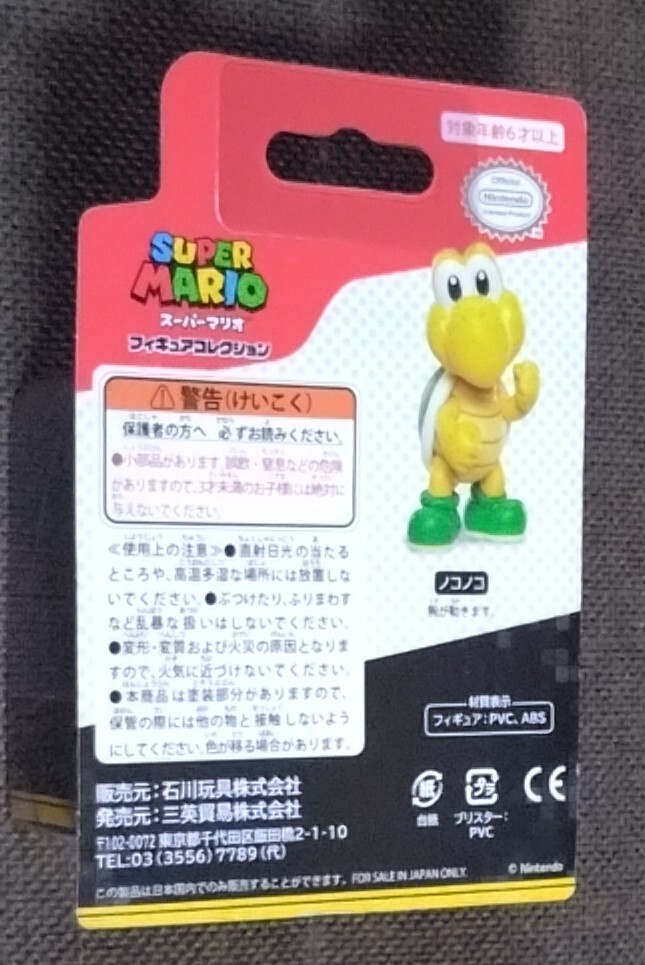 対象年齢6才以上
Official
Nintendo
Licensed Product
SUPER
MARIO
スーパーマリオ
フィギュアコレクション
警告(けいこく)
保護者の方へ 必ずお読みください。
●小部品があります。誤飲・窒息などの危険
がありますので、3才未満のお子様には絶対に
与えないでください。
≪使用上の注意≫●直射日光の当たる
ところや、高温多湿な場所には放置しな
いでください。●ぶつけたり、ふりまわす
など乱暴な扱いはしないでください。
●変形・変質および火災の原因となりま
すので、火気に近づけないでください。
●本商品は塗装部分がありますので、
保管の際には他の物と接触しないよう
にしてください。色が移る場合があります。
ノコノコ
腕が動きます。
材質表示
フィギュア:PVC、ABS
紙
台紙
プラ
ブリスター:
PVC
CE
販売元:石川玩具株式会社
発売元:三英貿易株式会社
〒102-0072 東京都千代田区飯田橋2-1-10
TEL:03(3556)7789(代)
この製品は日本国内でのみ販売することができます。FOR SALE IN JAPAN ONLY.
© Nintendo